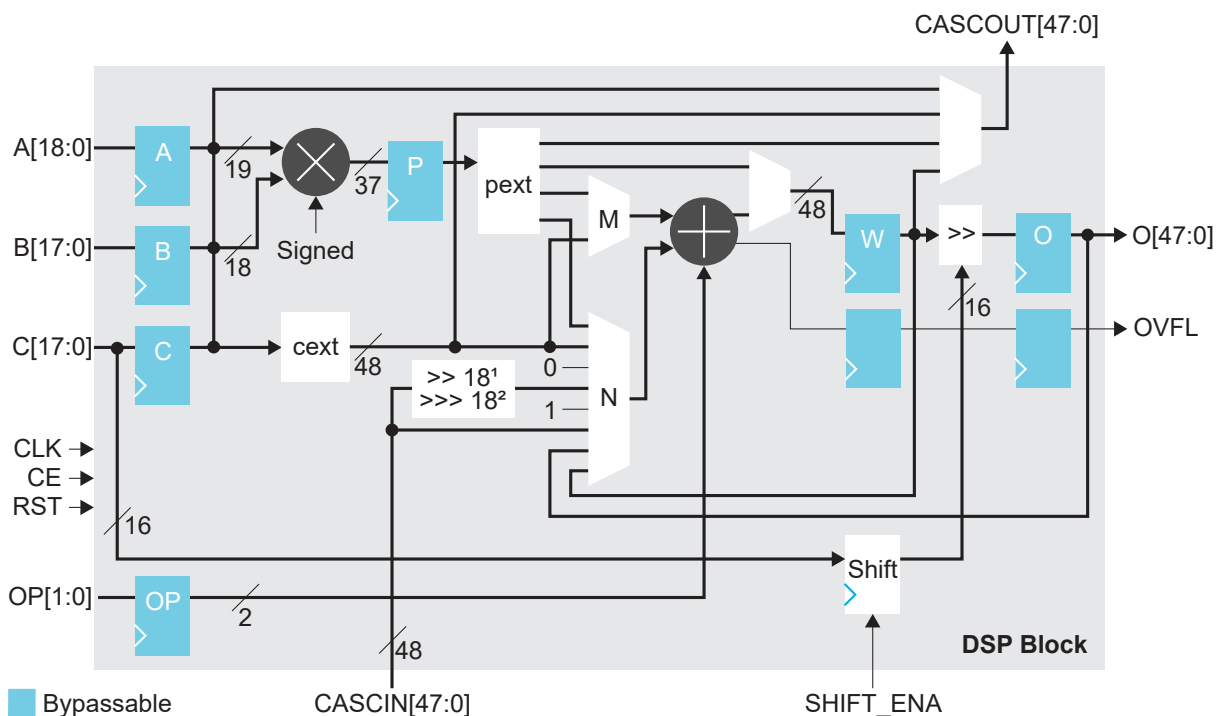 CASCOUT[47:0]
A[18:0]
A
19
37
P
pext
M
48
Signed
B[17:0]
B
18
W
>>
O
O[47:0]
16
C[17:0]
C
cext
48
0
>> 18¹
>>> 18²
1
N
OVFL
CLK
CE
RST
16
OP[1:0]
OP
2
48
Shift
DSP Block
Bypassable
CASCIN[47:0]
SHIFT_ENA